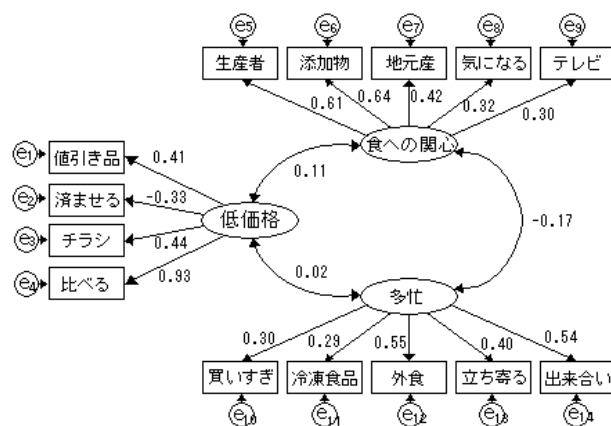 e5 e6 e7 e8 e9
生産者 添加物 地元産 気になる テレビ
0.61 0.64 0.42 0.32 0.30
食への関心
e1 値引き品 0.41
0.11
e2 済ませる -0.33
低価格
-0.17
e3 チラシ 0.44
e4 比べる 0.93
0.02
多忙
0.30 0.29 0.55 0.40 0.54
買いすぎ 冷凍食品 外食 立ち寄る 出来合い
e10 e11 e12 e13 e14